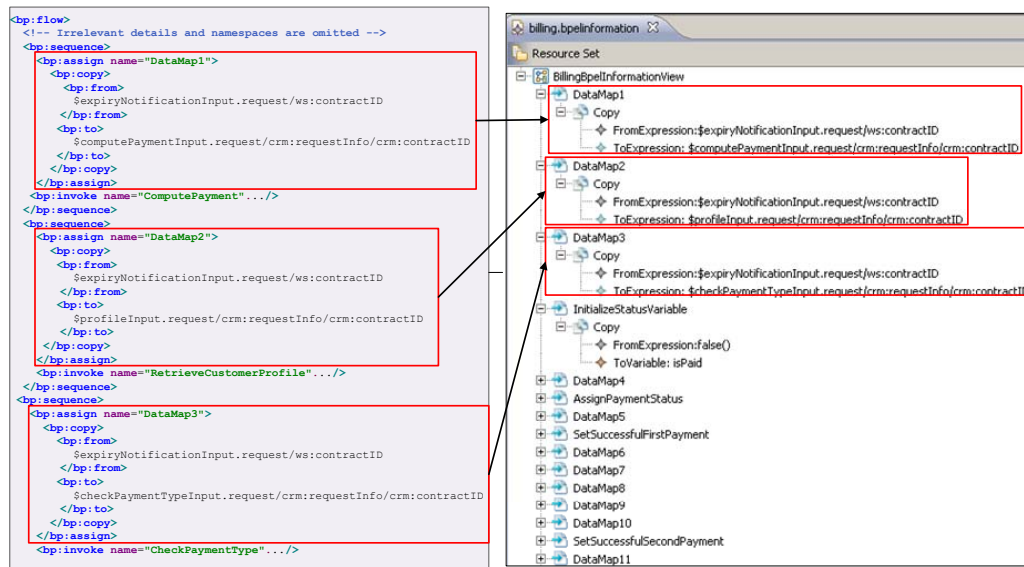 <bp:flow>
<!-- Irrelevant details and namespaces are omitted -->
<bp:sequence>
<bp:assign name="DataMap1">
<bp:copy>
<bp:from>
$expiryNotificationInput.request/ws:contractID
</bp:from>
<bp:to>
$computePaymentInput.request/crm:requestInfo/crm:contractID
</bp:to>
</bp:copy>
</bp:assign>
<bp:invoke name="ComputePayment".../>
</bp:sequence>
<bp:sequence>
<bp:assign name="DataMap2">
<bp:copy>
<bp:from>
$expiryNotificationInput.request/ws:contractID
</bp:from>
<bp:to>
$profileInput.request/crm:requestInfo/crm:contractID
</bp:to>
</bp:copy>
</bp:assign>
<bp:invoke name="RetrieveCustomerProfile".../>
</bp:sequence>
<bp:sequence>
<bp:assign name="DataMap3">
<bp:copy>
<bp:from>
$expiryNotificationInput.request/ws:contractID
</bp:from>
<bp:to>
$checkPaymentTypeInput.request/crm:requestInfo/crm:contractID
</bp:to>
</bp:copy>
</bp:assign>
<bp:invoke name="CheckPaymentType".../>
billing.bpelinformation
Resource Set
BillingBpelInformationView
DataMap1
Copy
FromExpression:$expiryNotificationInput.request/ws:contractID
ToExpression: $computePaymentInput.request/crm:requestInfo/crm:contractID
DataMap2
Copy
FromExpression:$expiryNotificationInput.request/ws:contractID
ToExpression: $profileInput.request/crm:requestInfo/crm:contractID
DataMap3
Copy
FromExpression:$expiryNotificationInput.request/ws:contractID
ToExpression: $checkPaymentTypeInput.request/crm:requestInfo/crm:contractID
InitializeStatusVariable
Copy
FromExpression:false()
ToVariable: isPaid
DataMap4
AssignPaymentStatus
DataMap5
SetSuccessfulFirstPayment
DataMap6
DataMap7
DataMap8
DataMap9
DataMap10
SetSuccessfulSecondPayment
DataMap11